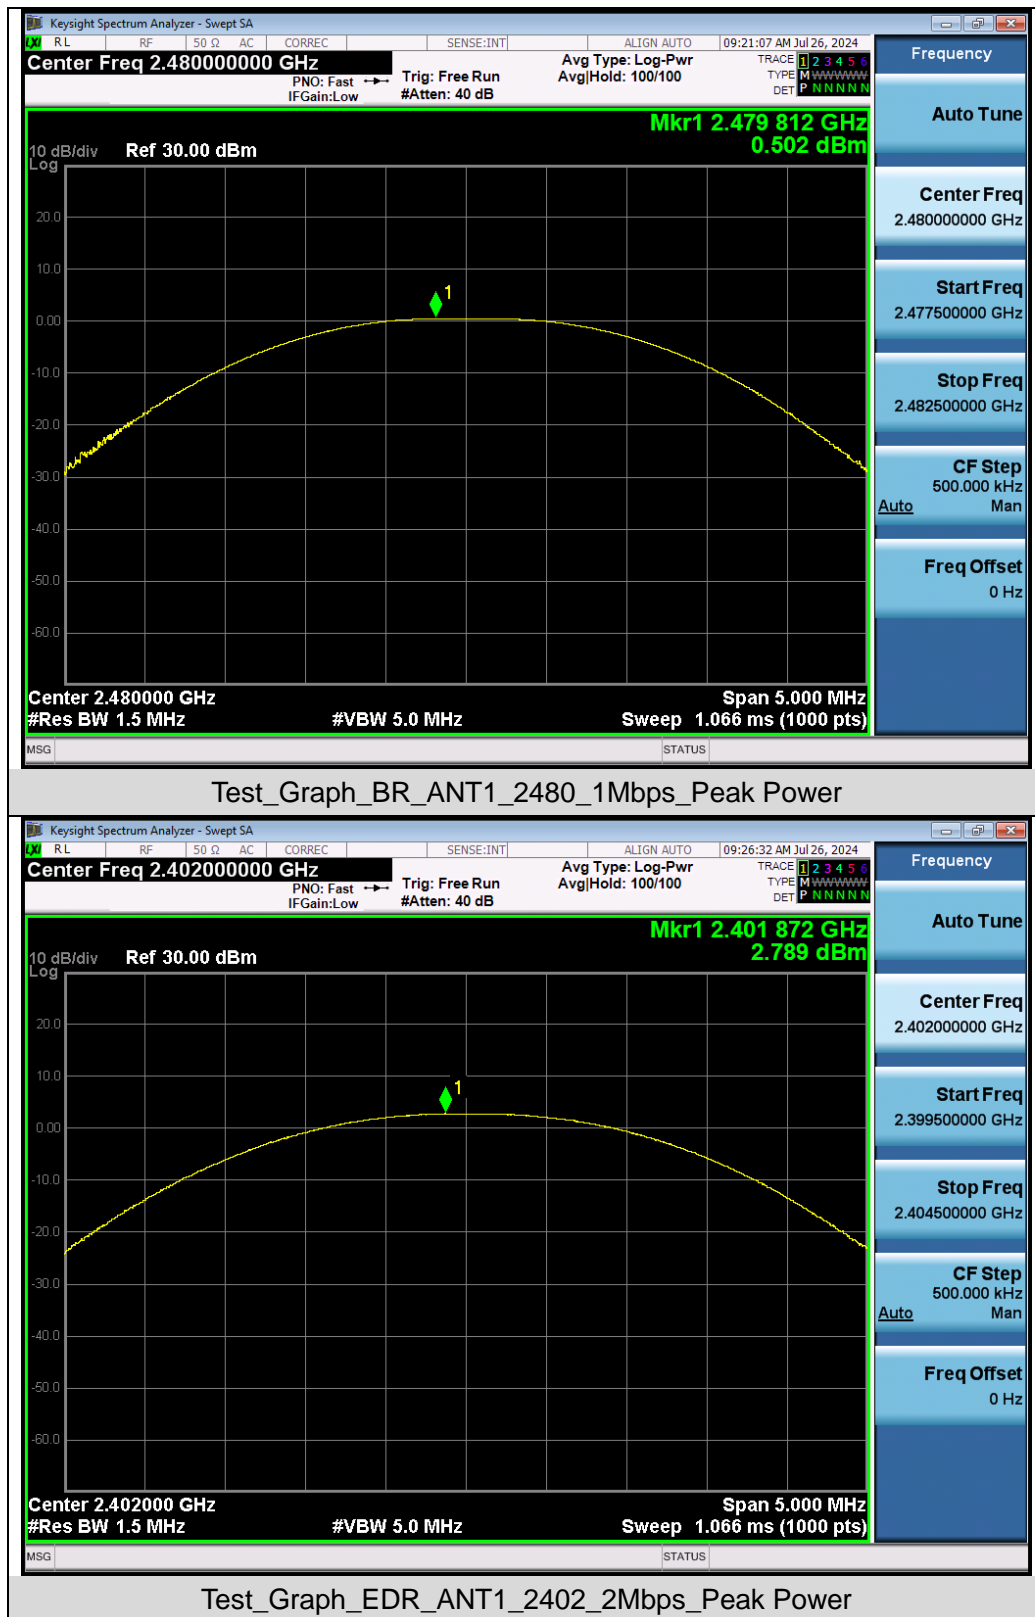 Keysight Spectrum Analyzer - Swept SA
LXI RL RF 50 Ω AC CORREC SENSE:INT ALIGN AUTO 09:21:07 AM Jul 26, 2024
Center Freq 2.480000000 GHz
PNO: Fast
IFGain:Low
Trig: Free Run
#Atten: 40 dB
Avg Type: Log-Pwr
Avg|Hold: 100/100
TRACE 1 2 3 4 5 6
TYPE M WWWWW
DET P N N N N N
Mkr1 2.479 812 GHz
0.502 dBm
10 dB/div Ref 30.00 dBm
Log
20.0
10.0
1
0.00
-10.0
-20.0
-30.0
-40.0
-50.0
-60.0
Center 2.480000 GHz Span 5.000 MHz
#Res BW 1.5 MHz #VBW 5.0 MHz Sweep 1.066 ms (1000 pts)
MSG STATUS
Frequency
Auto Tune
Center Freq
2.480000000 GHz
Start Freq
2.477500000 GHz
Stop Freq
2.482500000 GHz
CF Step
500.000 kHz
Auto Man
Freq Offset
0 Hz
Test_Graph_BR_ANT1_2480_1Mbps_Peak Power
Keysight Spectrum Analyzer - Swept SA
LXI RL RF 50 Ω AC CORREC SENSE:INT ALIGN AUTO 09:26:32 AM Jul 26, 2024
Center Freq 2.402000000 GHz
PNO: Fast
IFGain:Low
Trig: Free Run
#Atten: 40 dB
Avg Type: Log-Pwr
Avg|Hold: 100/100
TRACE 1 2 3 4 5 6
TYPE M WWWWW
DET P N N N N N
Mkr1 2.401 872 GHz
2.789 dBm
10 dB/div Ref 30.00 dBm
Log
20.0
10.0
1
0.00
-10.0
-20.0
-30.0
-40.0
-50.0
-60.0
Center 2.402000 GHz Span 5.000 MHz
#Res BW 1.5 MHz #VBW 5.0 MHz Sweep 1.066 ms (1000 pts)
MSG STATUS
Frequency
Auto Tune
Center Freq
2.402000000 GHz
Start Freq
2.399500000 GHz
Stop Freq
2.404500000 GHz
CF Step
500.000 kHz
Auto Man
Freq Offset
0 Hz
Test_Graph_EDR_ANT1_2402_2Mbps_Peak Power